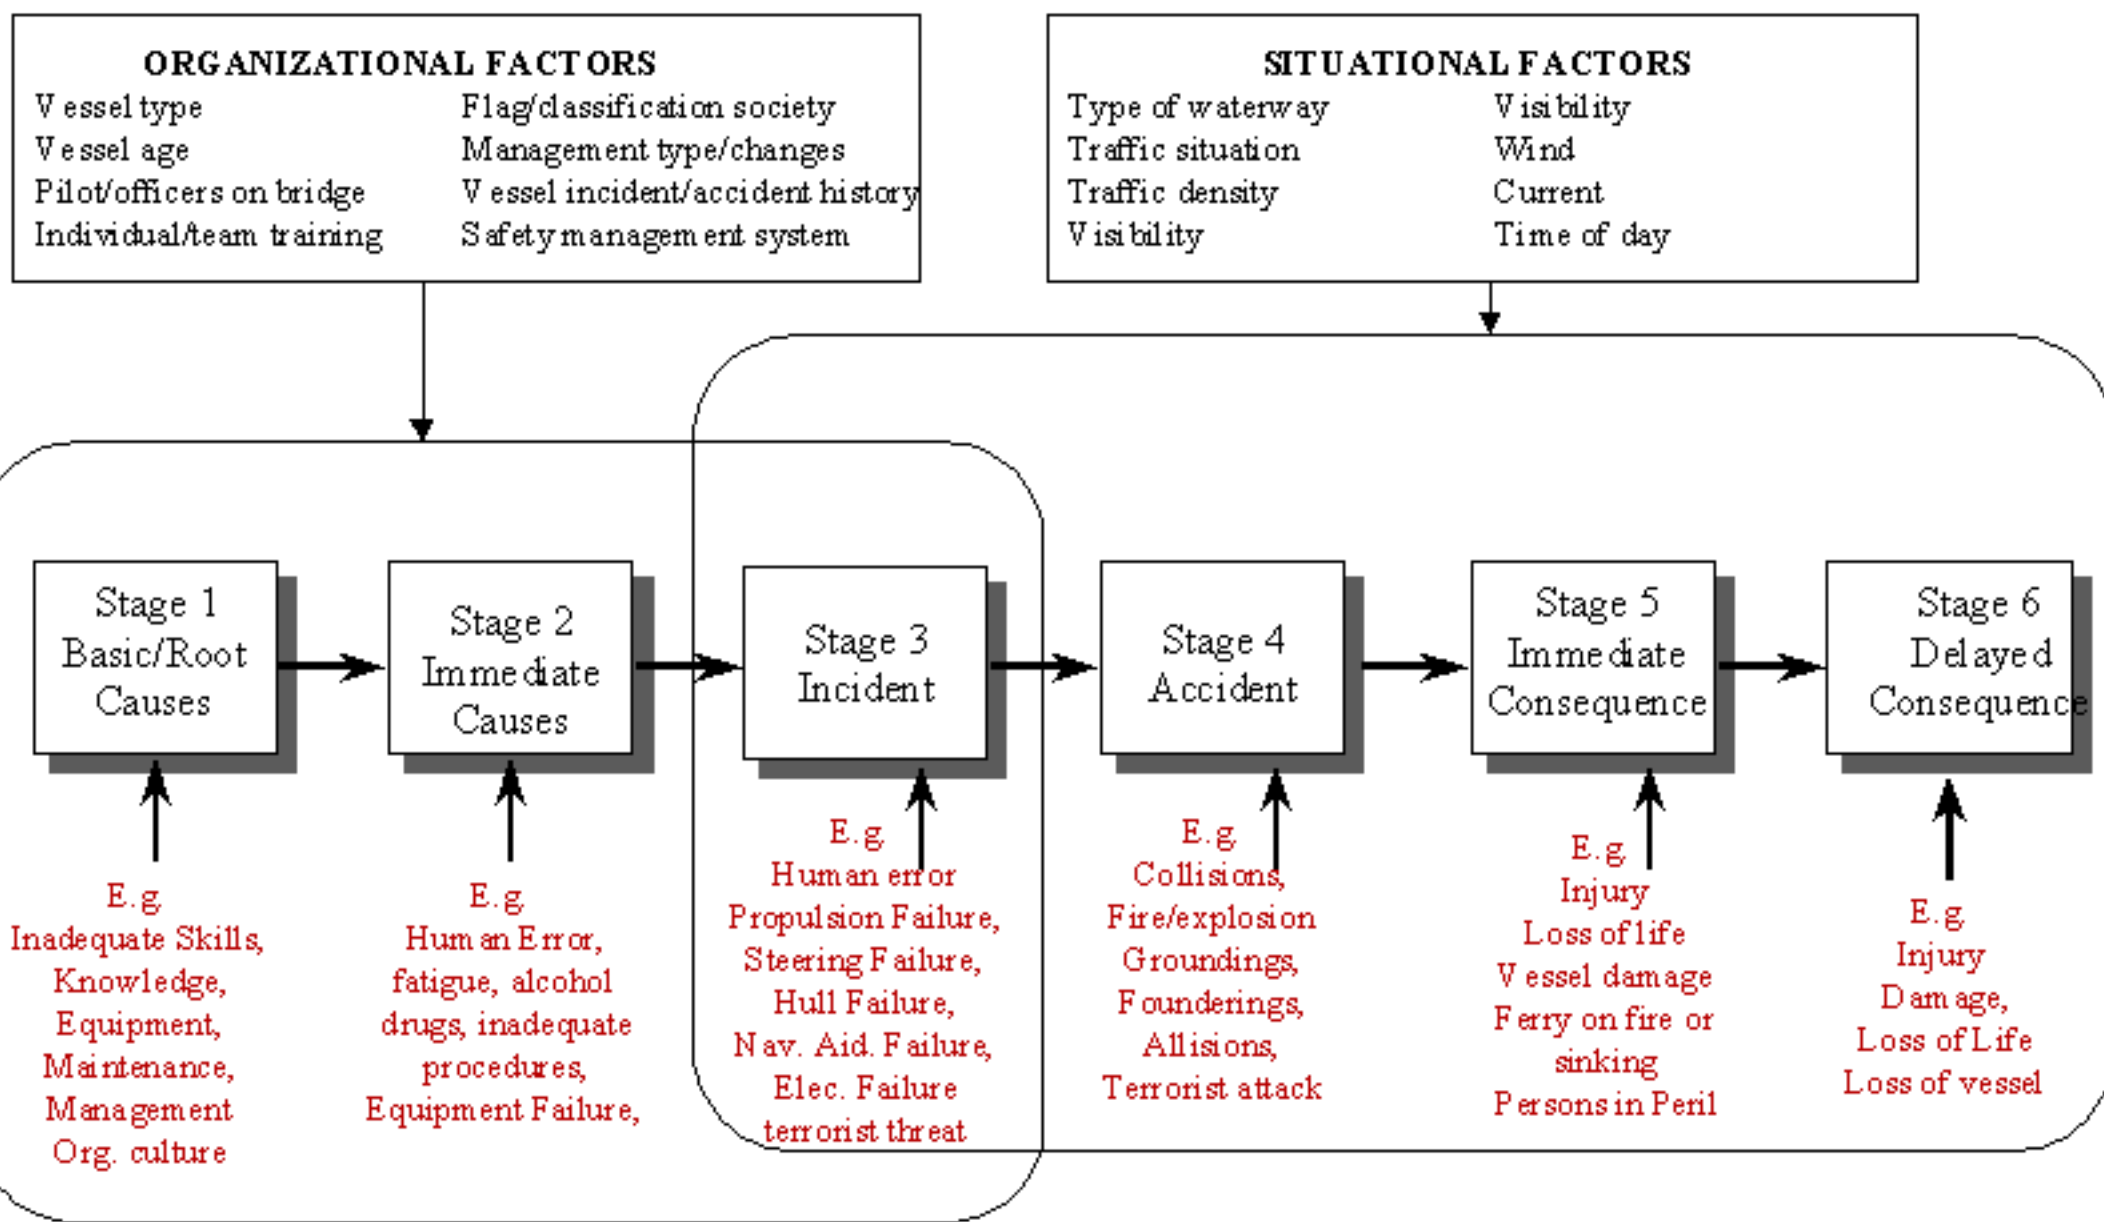 ORGANIZATIONAL FACTORS
Vessel type
Vessel age
Pilot/officers on bridge
Individual/team training
Flag/classification society
Management type/changes
Vessel incident/accident history
Safety management system
SITUATIONAL FACTORS
Type of waterway
Traffic situation
Traffic density
Visibility
Visibility
Wind
Current
Time of day
Stage 1
Basic/Root
Causes
Stage 2
Immediate
Causes
Stage 3
Incident
Stage 4
Accident
Stage 5
Immediate
Consequence
Stage 6
Delayed
Consequence
E.g.
Inadequate Skills,
Knowledge,
Equipment,
Maintenance,
Management
Org. culture
E.g.
Human Error,
fatigue, alcohol
drugs, inadequate
procedures,
Equipment Failure,
E.g.
Human error
Propulsion Failure,
Steering Failure,
Hull Failure,
Nav. Aid. Failure,
Elec. Failure
terrorist threat
E.g.
Collisions,
Fire/explosion
Groundings,
Founderings,
Allisions,
Terrorist attack
E.g.
Injury
Loss of life
Vessel damage
Ferry on fire or
sinking
Persons in Peril
E.g.
Injury
Damage,
Loss of Life
Loss of vessel